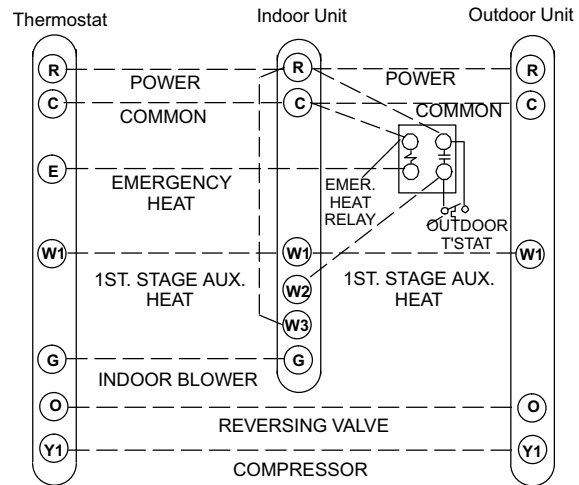 Thermostat
Indoor Unit
Outdoor Unit
R
R
R
POWER
POWER
C
C
C
COMMON
COMMON
E
EMERGENCY
HEAT
EMER.
HEAT
RELAY
OUTDOOR
T'STAT
W1
W1
W1
1ST. STAGE AUX.
HEAT
1ST. STAGE AUX.
HEAT
W2
W3
G
G
INDOOR BLOWER
O
O
REVERSING VALVE
Y1
Y1
COMPRESSOR